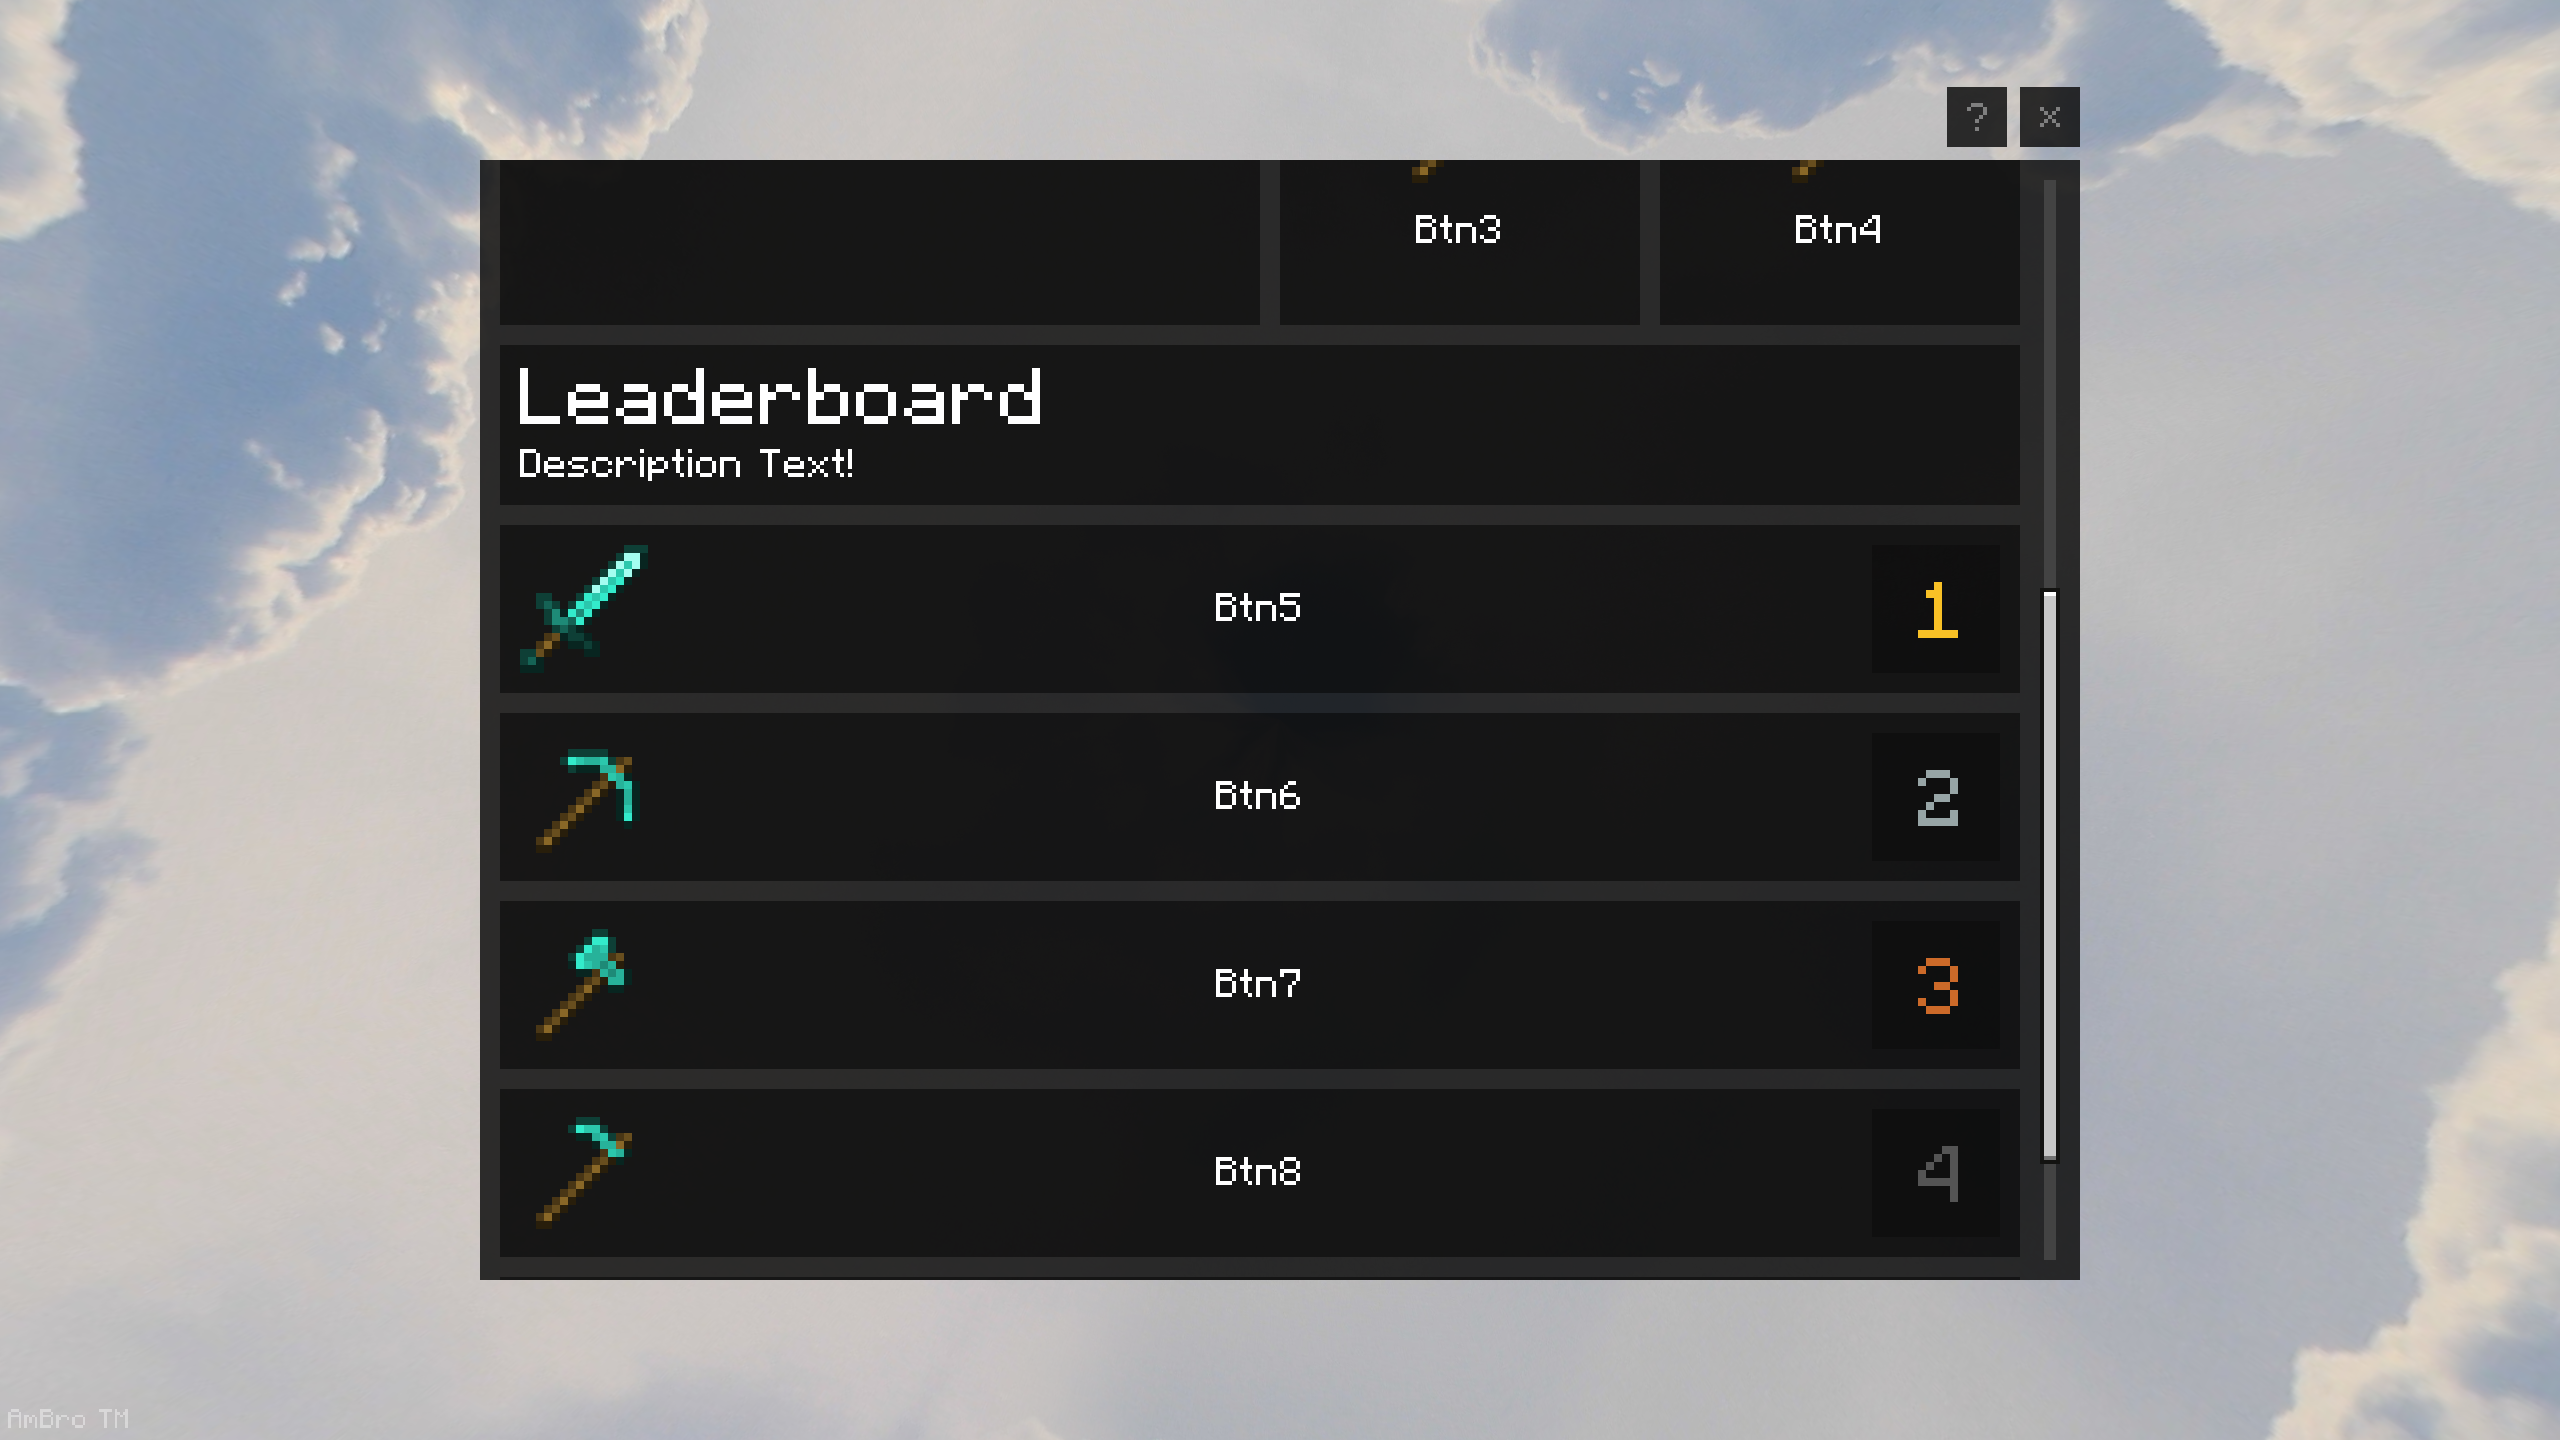 ? x
Btn3 Btn4
Leaderboard
Description Text!
Btn5 1
Btn6 2
Btn7 3
Btn8 4
AmBro TM